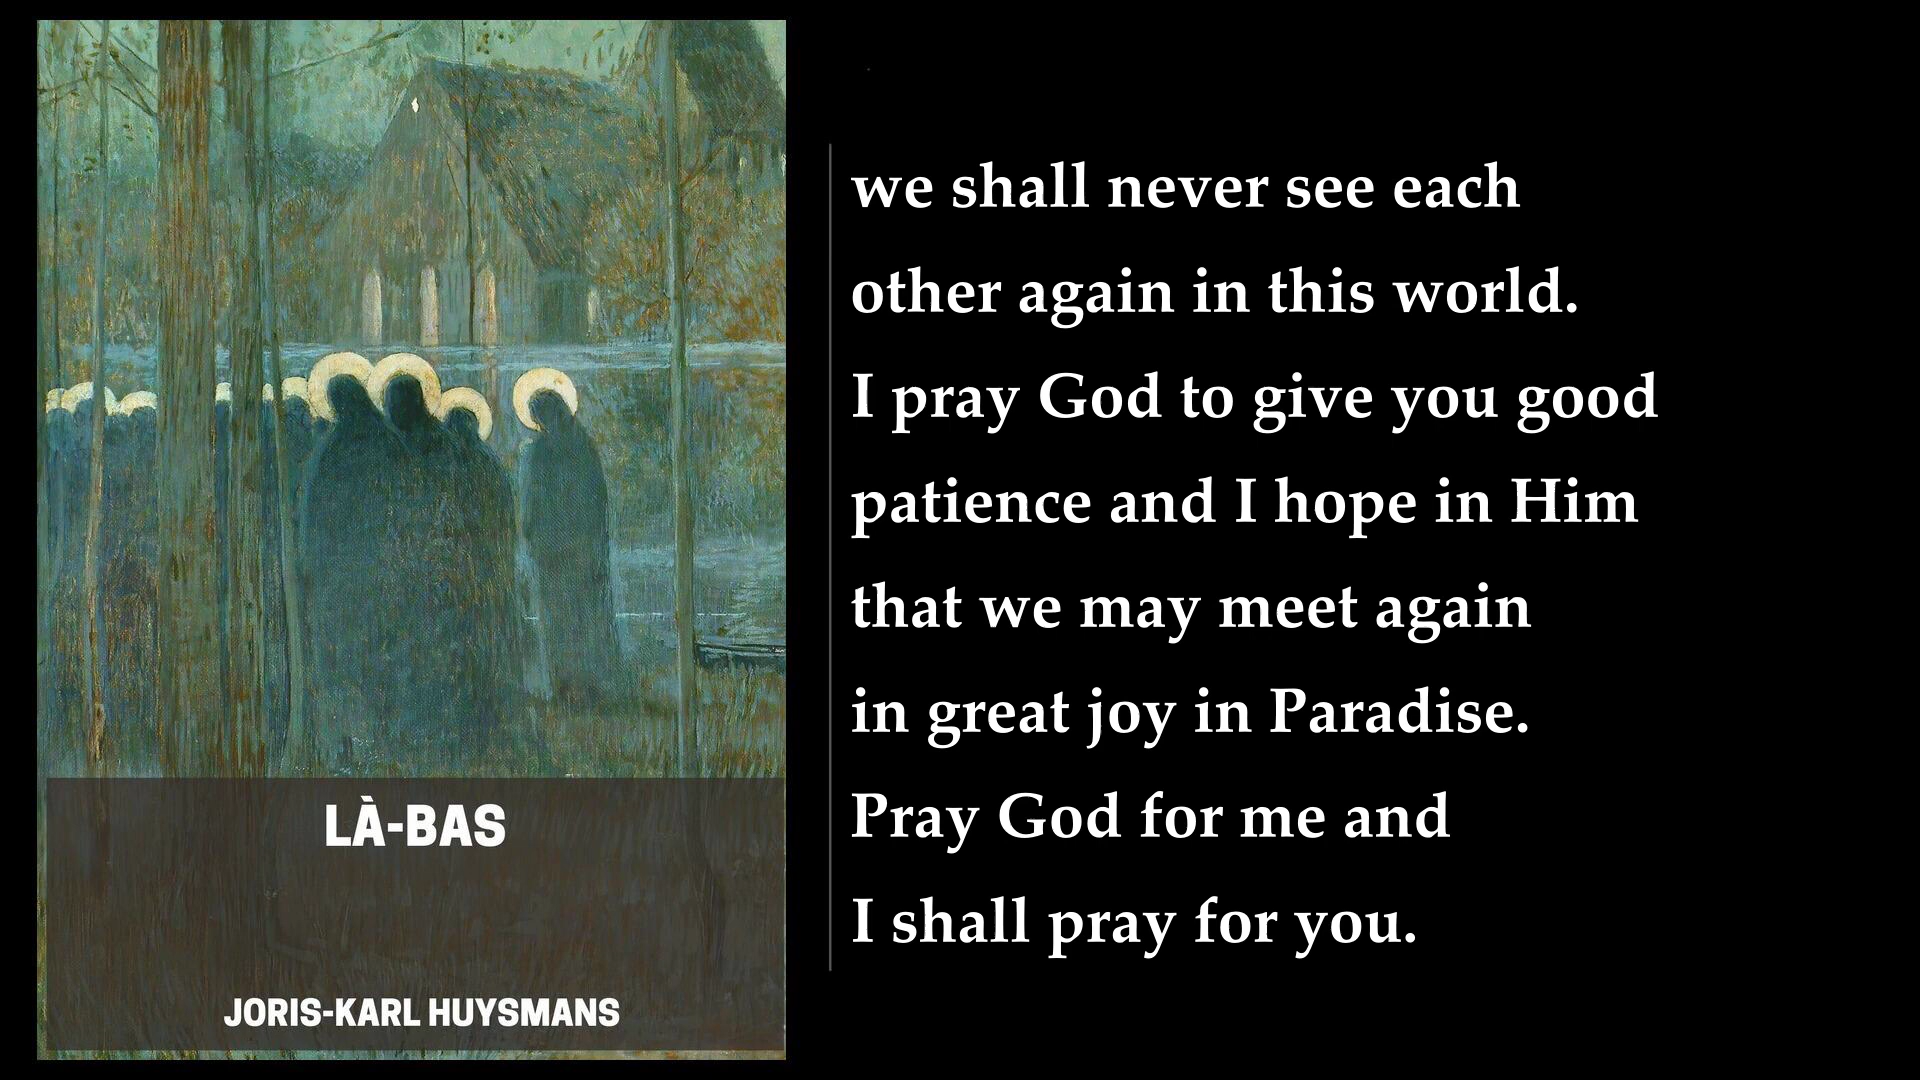 LÀ-BAS
JORIS-KARL HUYSMANS
we shall never see each
other again in this world.
I pray God to give you good
patience and I hope in Him
that we may meet again
in great joy in Paradise.
Pray God for me and
I shall pray for you.